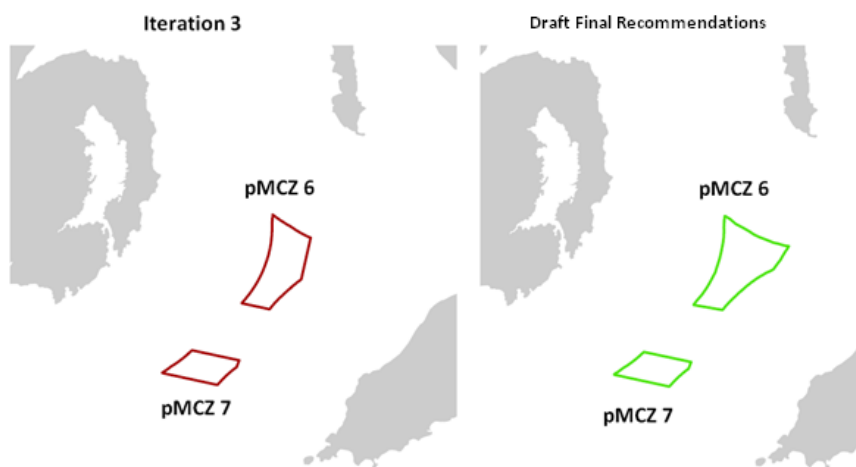 Iteration 3
pMCZ 6
pMCZ 7
Draft Final Recommendations
pMCZ 6
pMCZ 7